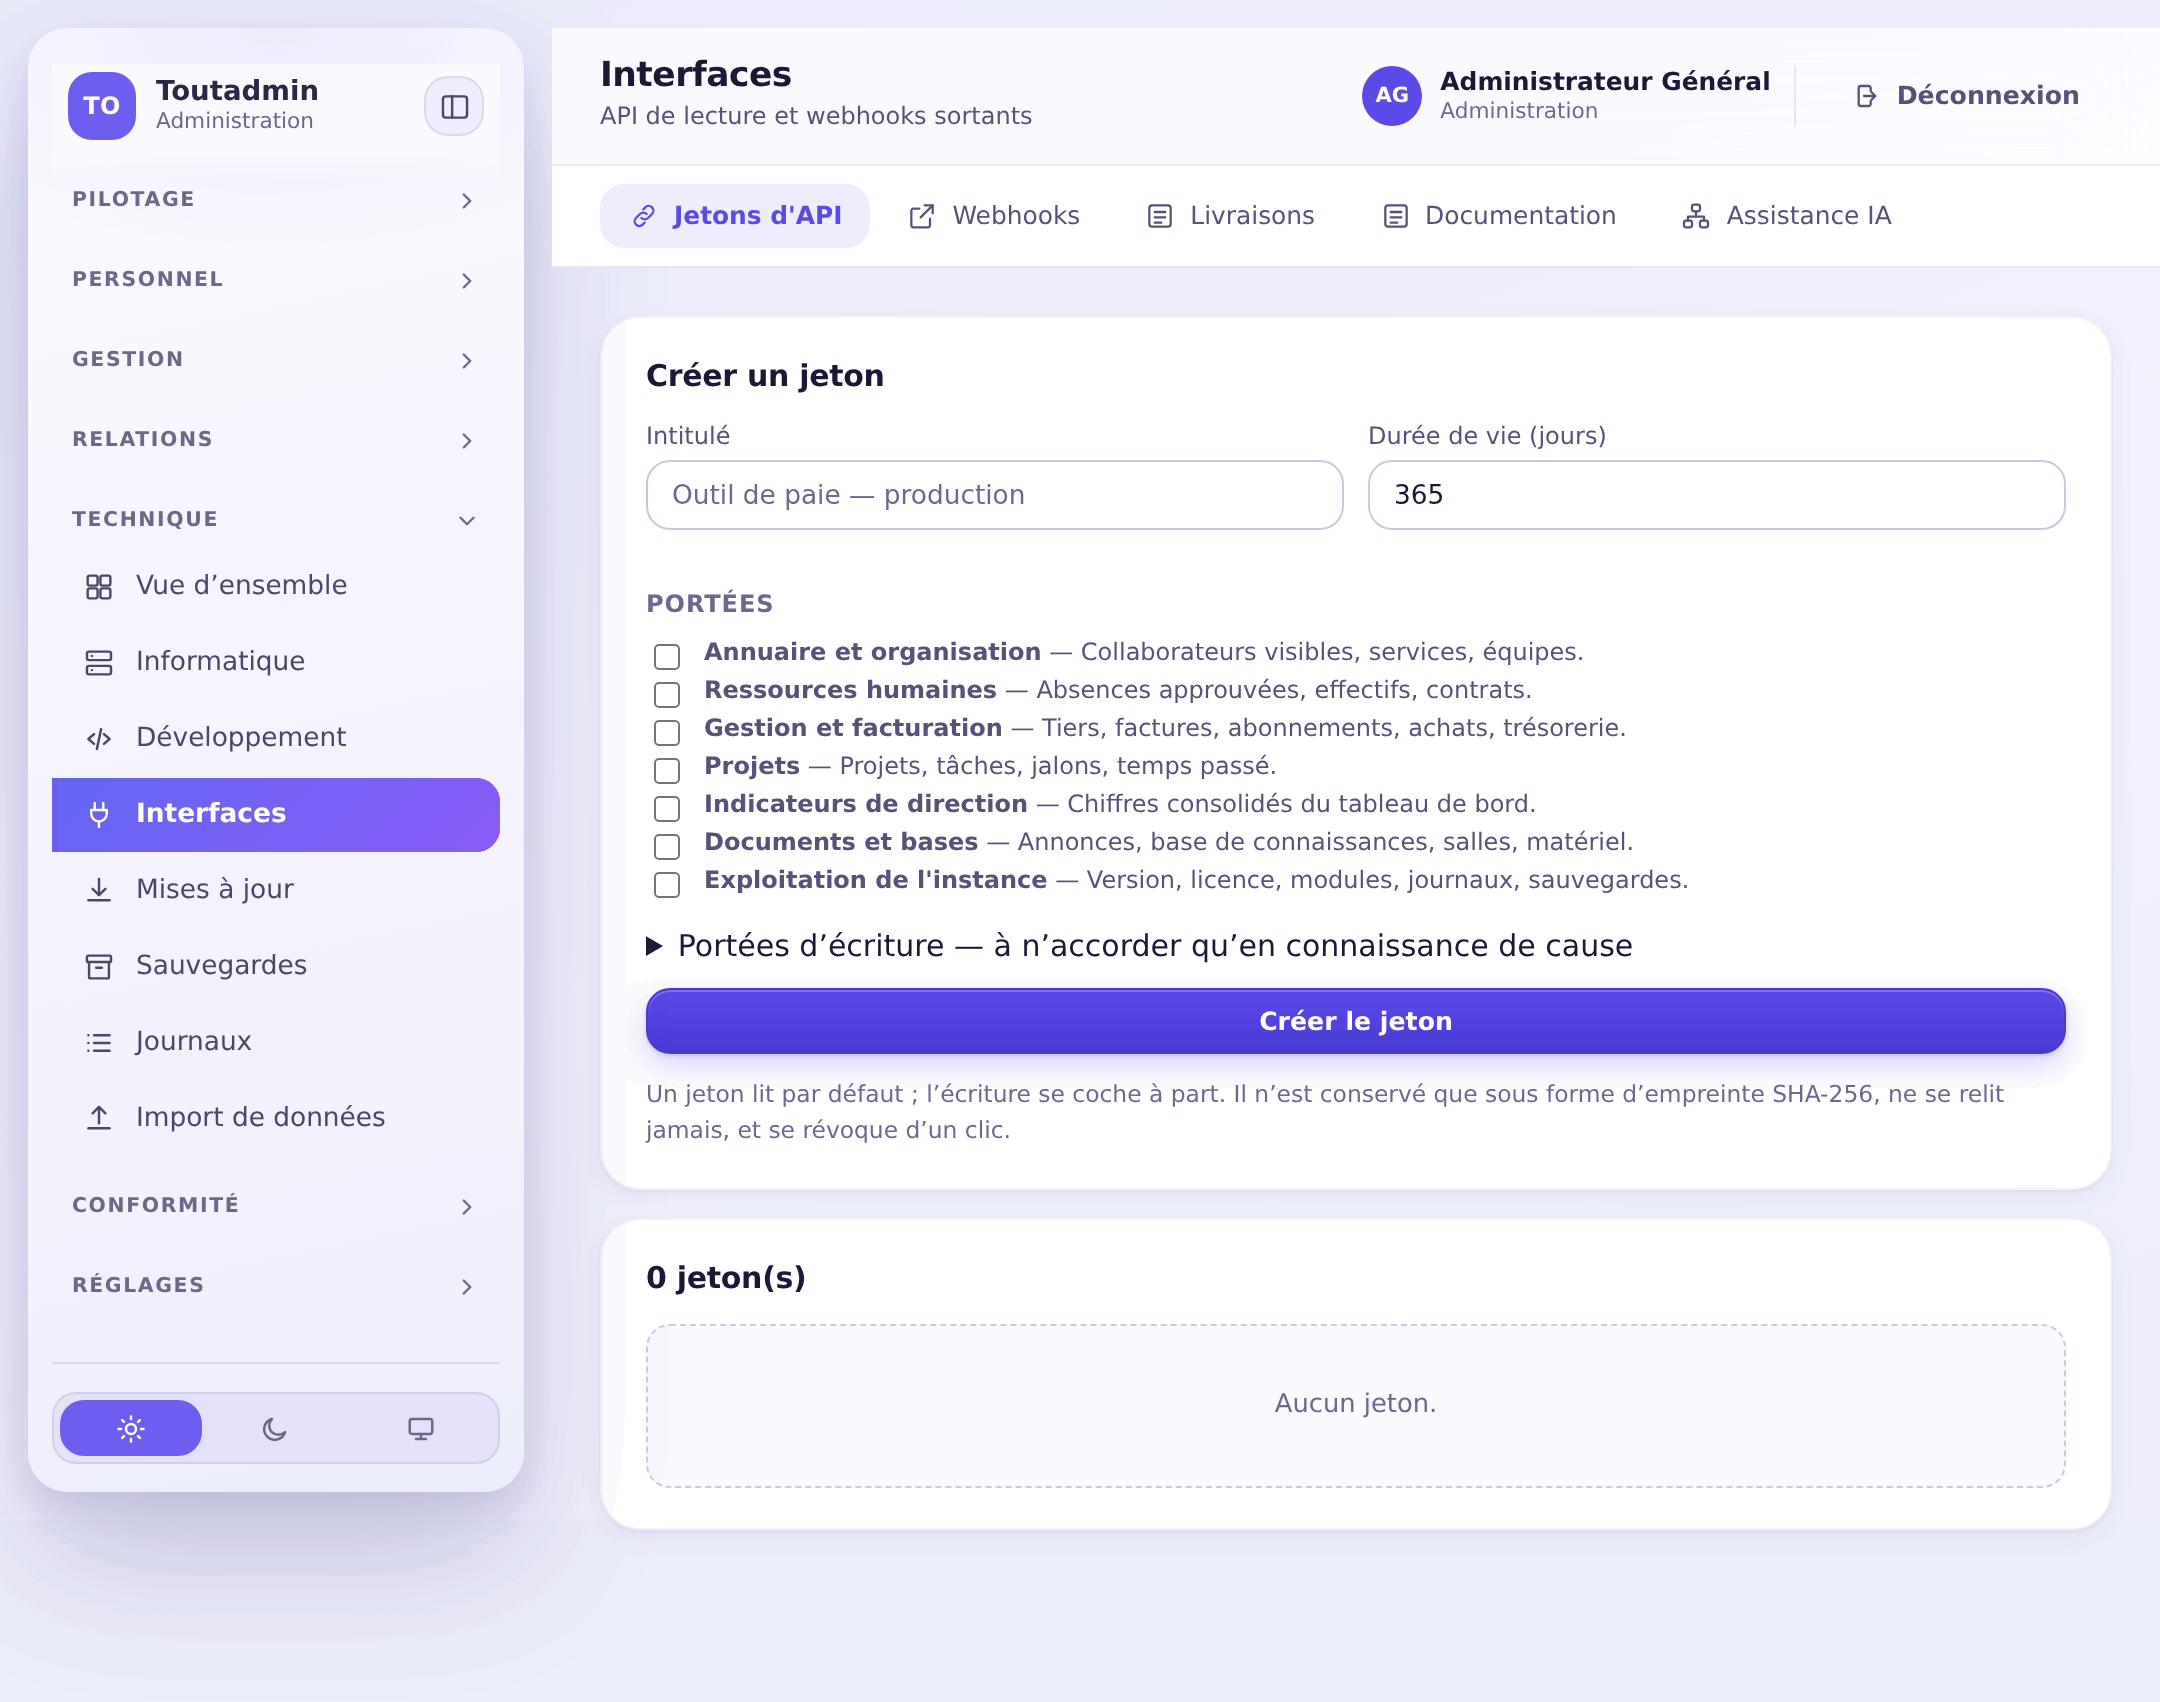 TO
Toutadmin
Administration
PILOTAGE
PERSONNEL
GESTION
RELATIONS
TECHNIQUE
Vue d’ensemble
Informatique
Développement
Interfaces
Mises à jour
Sauvegardes
Journaux
Import de données
CONFORMITÉ
RÉGLAGES
Interfaces
API de lecture et webhooks sortants
AG
Administrateur Général
Administration
Déconnexion
Jetons d'API
Webhooks
Livraisons
Documentation
Assistance IA
Créer un jeton
Intitulé
Outil de paie — production
Durée de vie (jours)
365
PORTÉES
Annuaire et organisation — Collaborateurs visibles, services, équipes.
Ressources humaines — Absences approuvées, effectifs, contrats.
Gestion et facturation — Tiers, factures, abonnements, achats, trésorerie.
Projets — Projets, tâches, jalons, temps passé.
Indicateurs de direction — Chiffres consolidés du tableau de bord.
Documents et bases — Annonces, base de connaissances, salles, matériel.
Exploitation de l'instance — Version, licence, modules, journaux, sauvegardes.
Portées d’écriture — à n’accorder qu’en connaissance de cause
Créer le jeton
Un jeton lit par défaut ; l’écriture se coche à part. Il n’est conservé que sous forme d’empreinte SHA-256, ne se relit
jamais, et se révoque d’un clic.
0 jeton(s)
Aucun jeton.